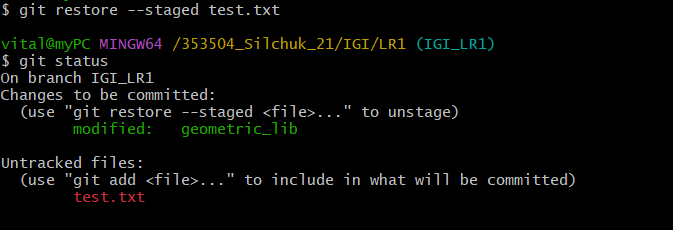 $ git restore --staged test.txt
vital@myPC MINGW64 /353504_Silchuk_21/IGI/LR1 (IGI_LR1)
$ git status
On branch IGI_LR1
Changes to be committed:
  (use "git restore --staged <file>..." to unstage)
        modified:   geometric_lib
Untracked files:
  (use "git add <file>..." to include in what will be committed)
        test.txt